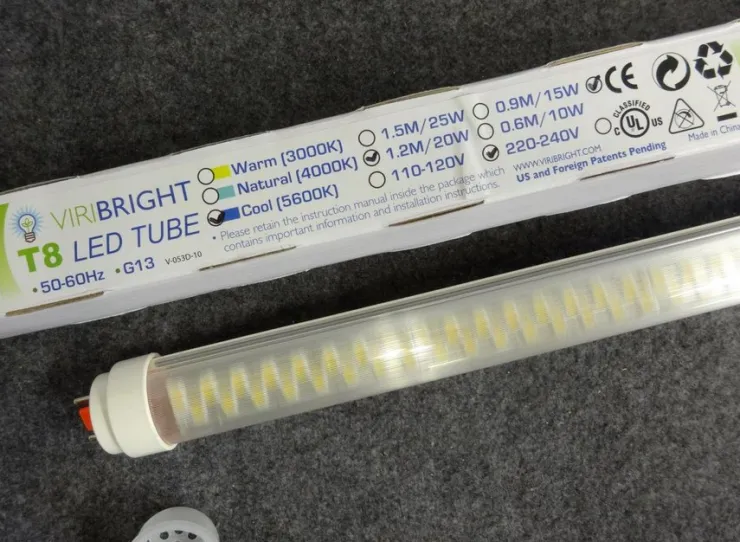 VIRIBRIGHT
T8 LED TUBE
•50-60Hz •G13 V-053D-10
Warm (3000K)
Natural (4000K)
Cool (5600K)
1.5M/25W
1.2M/20W
110-120V
0.9M/15W
0.6M/10W
220-240V
• Please retain the instruction manual inside the package which
contains important information and installation instructions.
WWW.VIRIBRIGHT.COM
US and Foreign Patents Pending
CE
CLASSIFIED
C UL US
Made in China